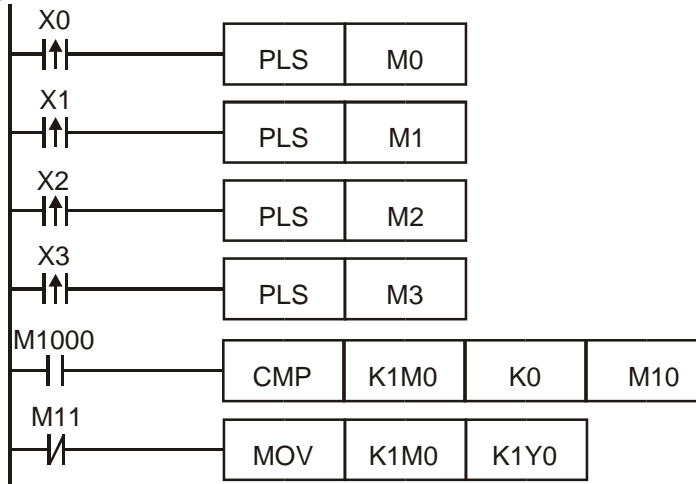 X0
PLS M0
X1
PLS M1
X2
PLS M2
X3
PLS M3
M1000
CMP K1M0 K0 M10
M11
MOV K1M0 K1Y0